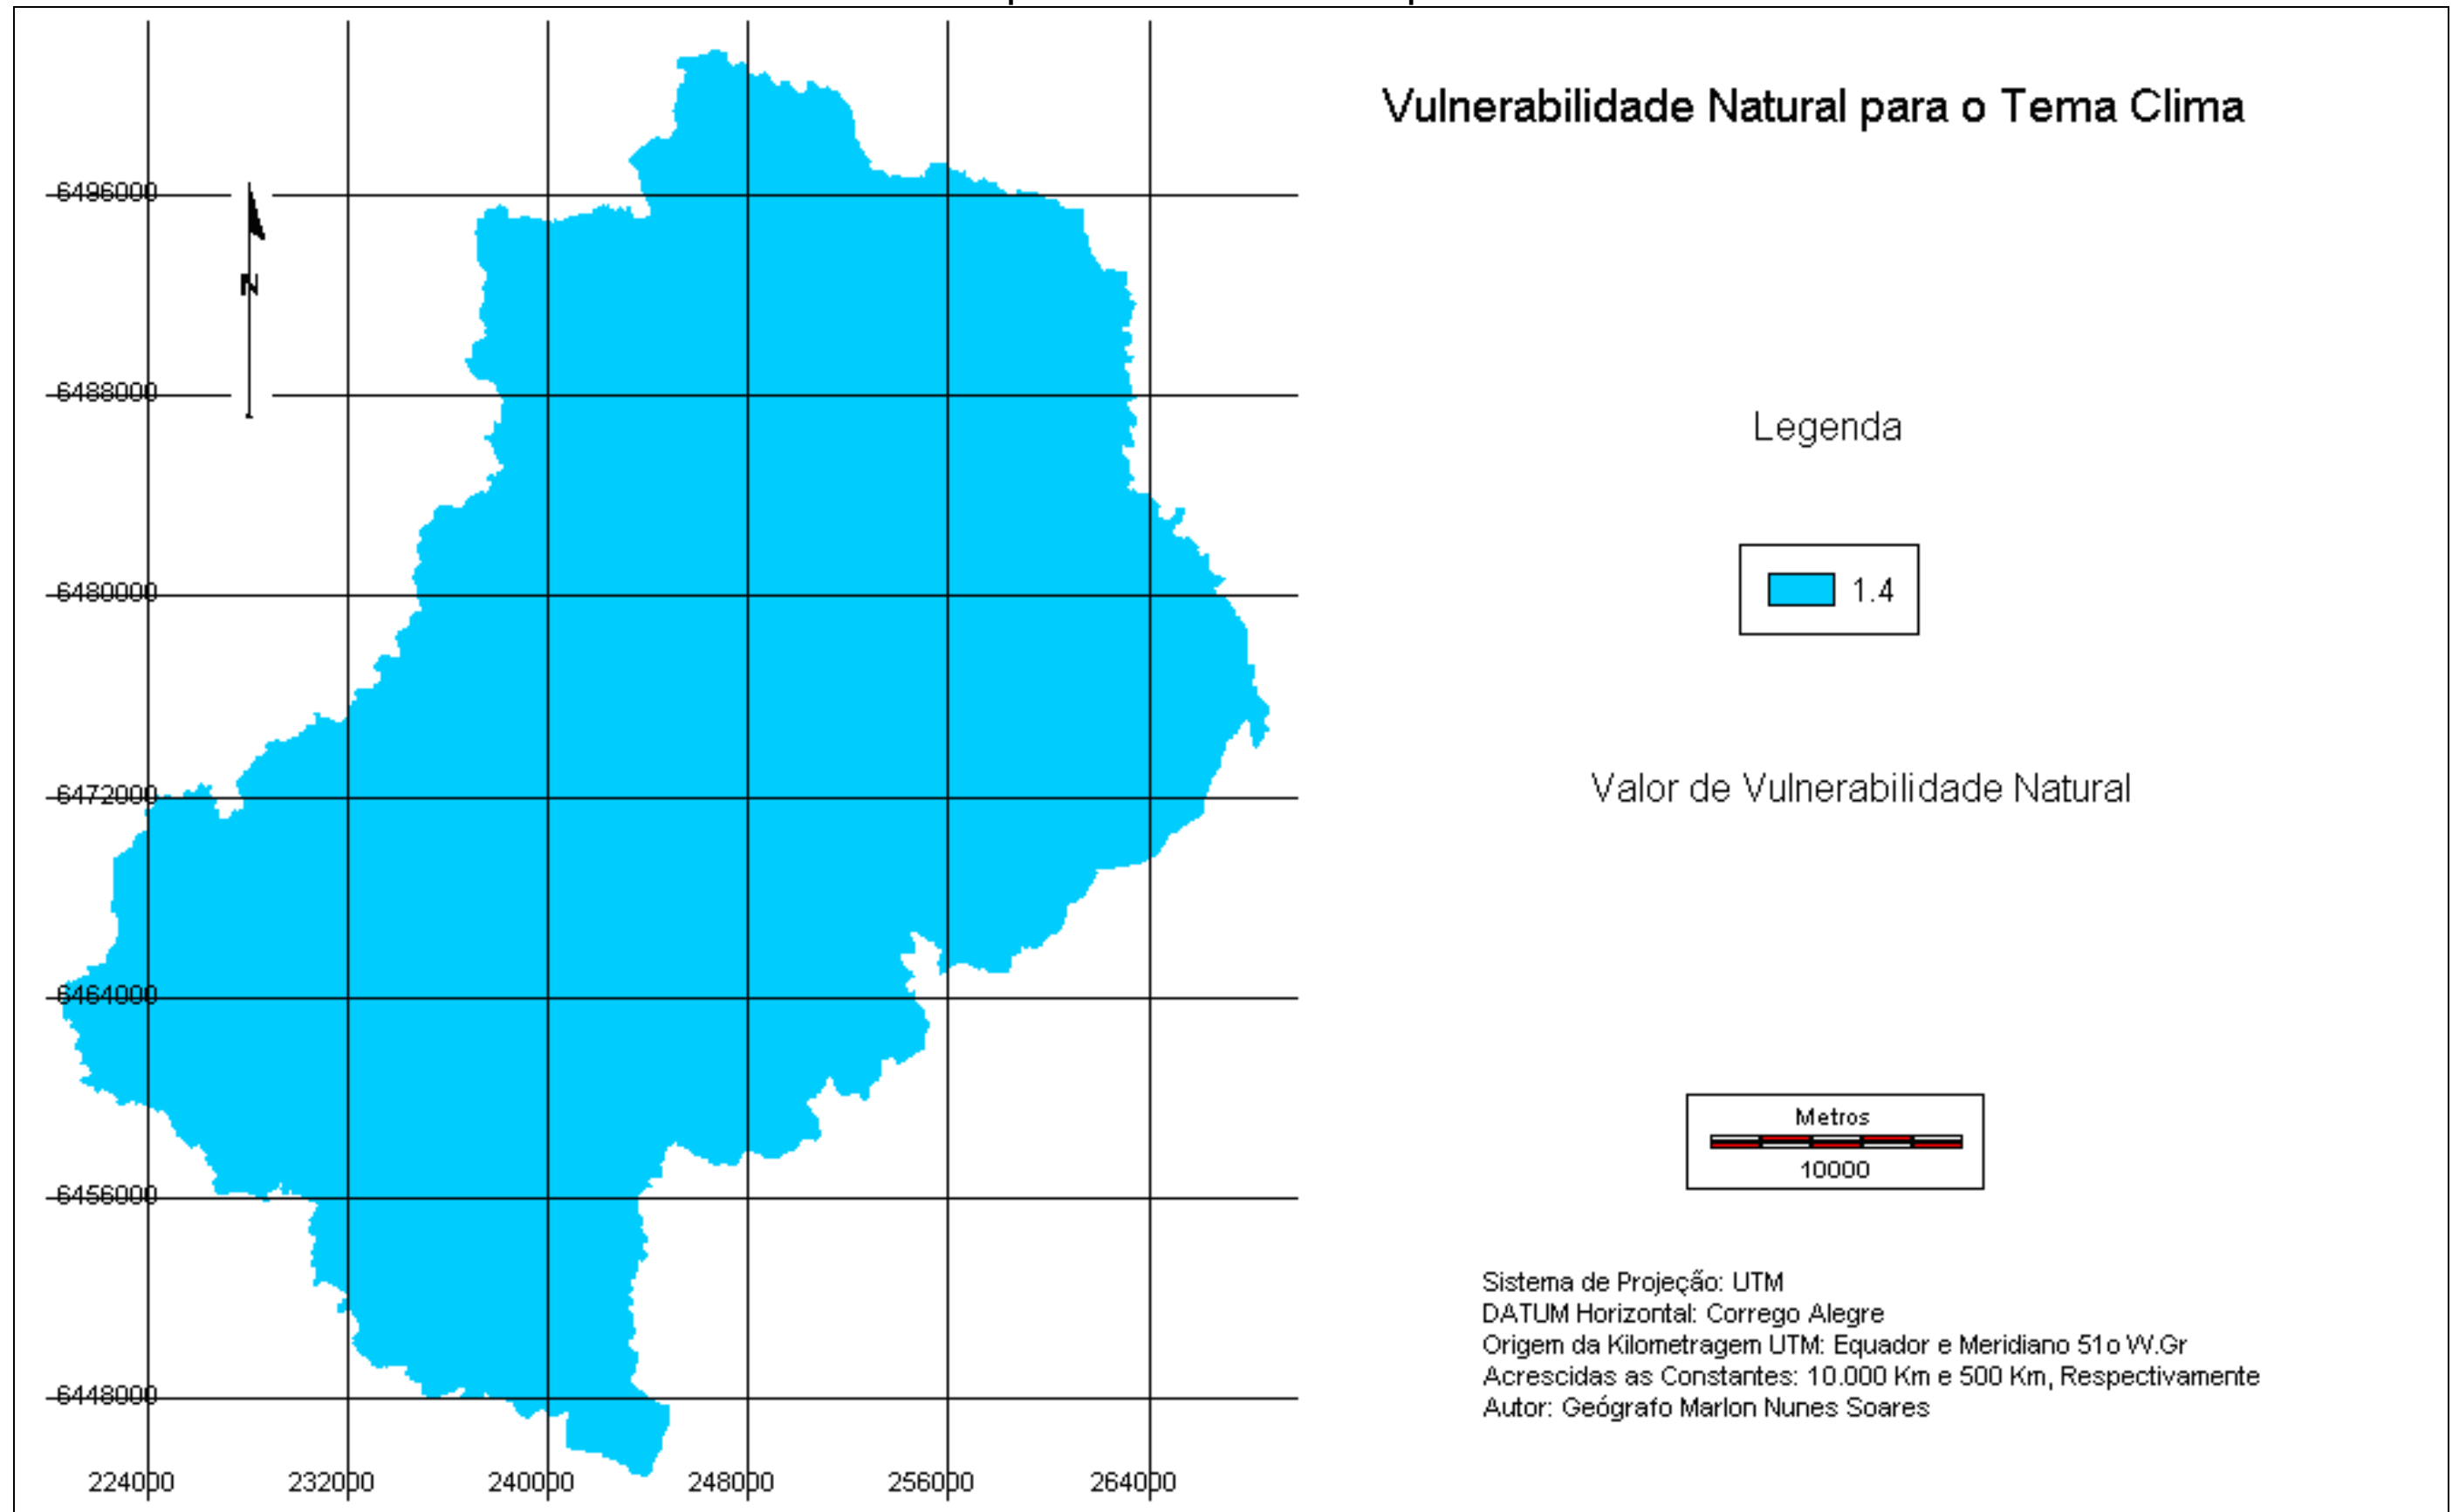 Vulnerabilidade Natural para o Tema Clima
6496000
N
6488000
6480000
6472000
6464000
6456000
6448000
224000 232000 240000 248000 256000 264000
Legenda
1.4
Valor de Vulnerabilidade Natural
Metros
10000
Sistema de Projeção: UTM
DATUM Horizontal: Corrego Alegre
Origem da Kilometragem UTM: Equador e Meridiano 51o W.Gr
Acrescidas as Constantes: 10.000 Km e 500 Km, Respectivamente
Autor: Geógrafo Marlon Nunes Soares